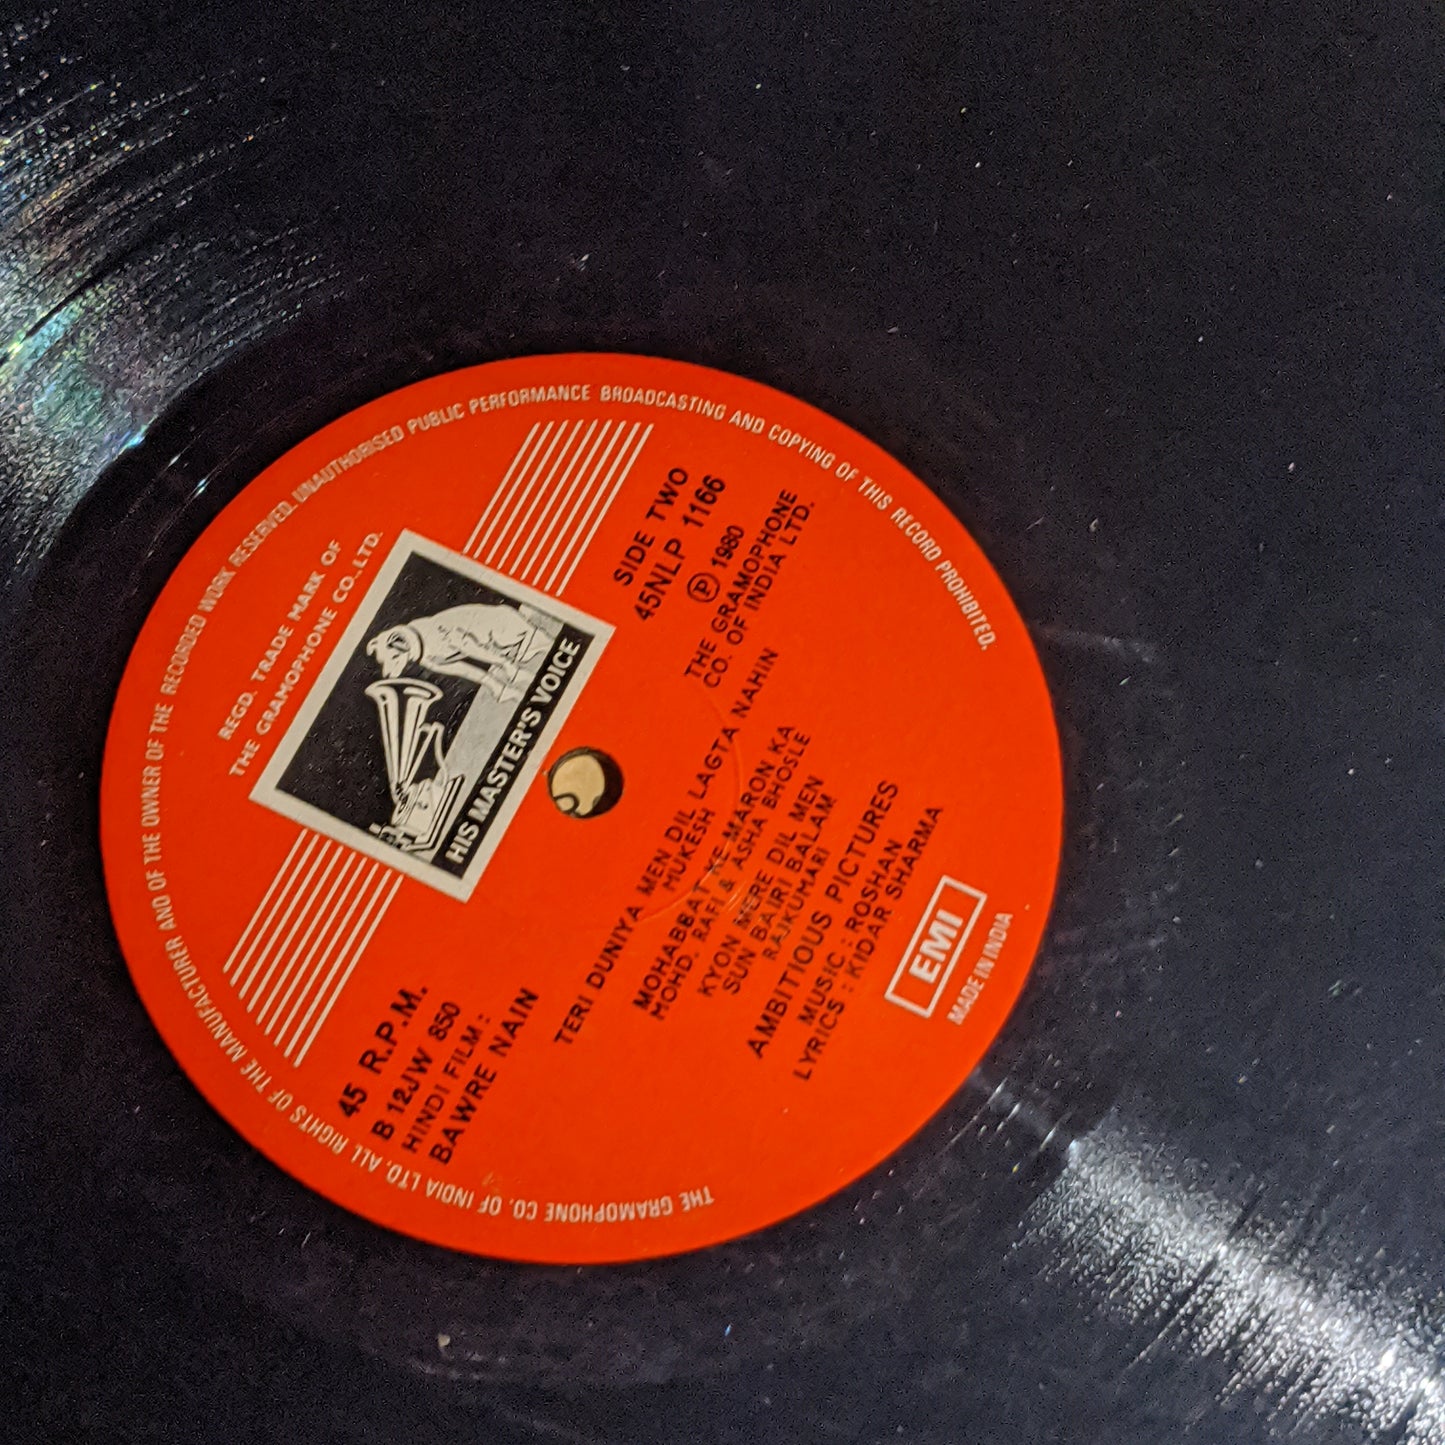 THE GRAMOPHONE CO. OF INDIA LTD. ALL RIGHTS OF THE MANUFACTURER AND OF THE OWNER OF THE RECORDED WORK RESERVED. UNAUTHORISED PUBLIC PERFORMANCE BROADCASTING AND COPYING OF THIS RECORD PROHIBITED.
REGD. TRADE MARK OF
THE GRAMOPHONE CO., LTD.
HIS MASTER'S VOICE
45 R.P.M.
B 12JW 850
HINDI FILM :
BAWRE NAIN
SIDE TWO
45NLP 1166
Ⓟ 1980
THE GRAMOPHONE
CO. OF INDIA LTD.
TERI DUNIYA MEN DIL LAGTA NAHIN
MUKESH
MOHABBAT KE MARON KA
MOHD. RAFI & ASHA BHOSLE
KYON MERE DIL MEN
SUN BAIRI BALAM
RAJKUMARI
AMBITIOUS PICTURES
MUSIC : ROSHAN
LYRICS : KIDAR SHARMA
EMI
MADE IN INDIA